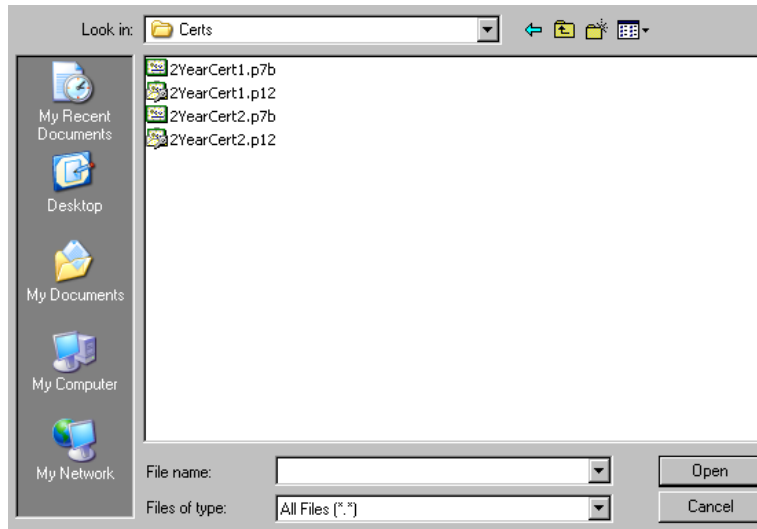 Look in:
Certs
2YearCert1.p7b
2YearCert1.p12
2YearCert2.p7b
2YearCert2.p12
My Recent
Documents
Desktop
My Documents
My Computer
My Network
File name:
Open
Files of type:
All Files (*.*)
Cancel